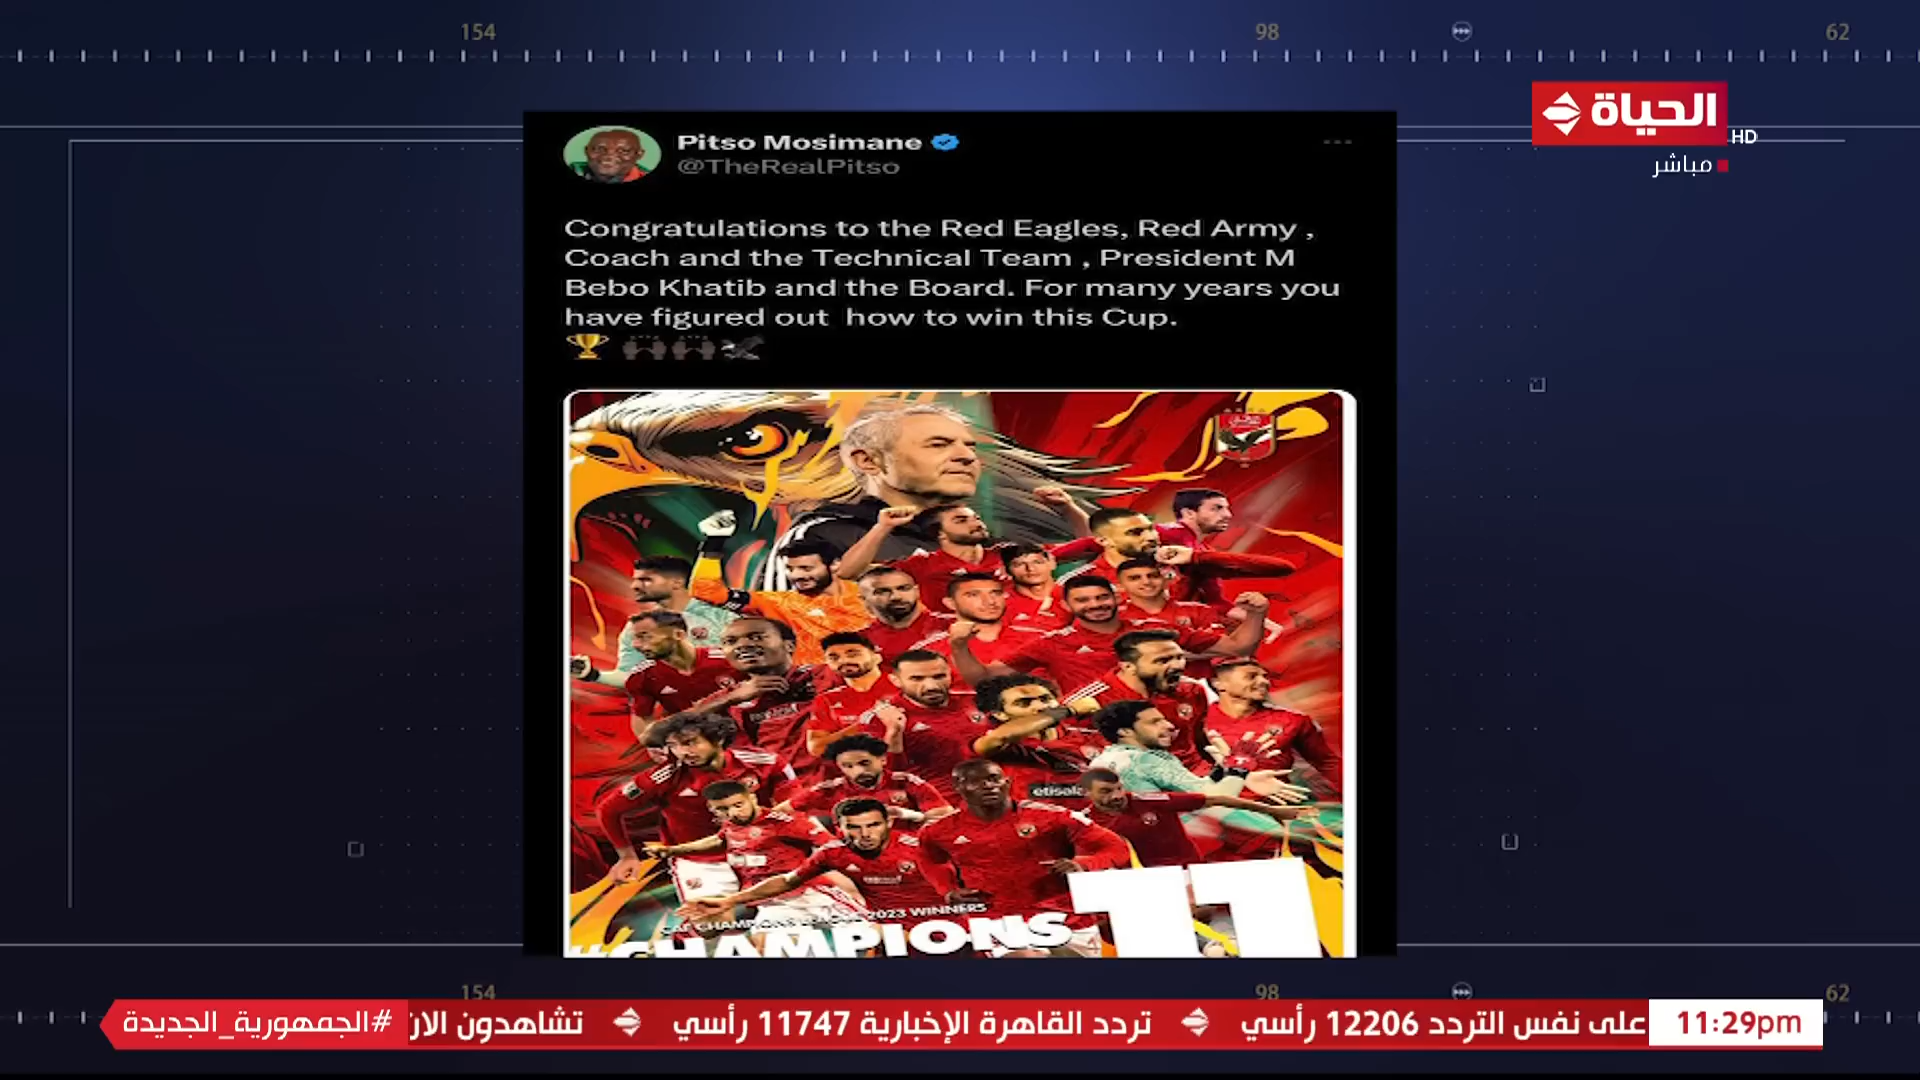 154 98 62
الحياة
HD
مباشر
Pitso Mosimane
@TheRealPitso
Congratulations to the Red Eagles, Red Army ,
Coach and the Technical Team , President M
Bebo Khatib and the Board. For many years you
have figured out how to win this Cup.
etisala
2023 WINNERS
#CHAMPIONS 11
154 98 62
11:29pm
على نفس التردد 12206 رأسي
تردد القاهرة الإخبارية 11747 رأسي
تشاهدون الان
#الجمهورية_الجديدة